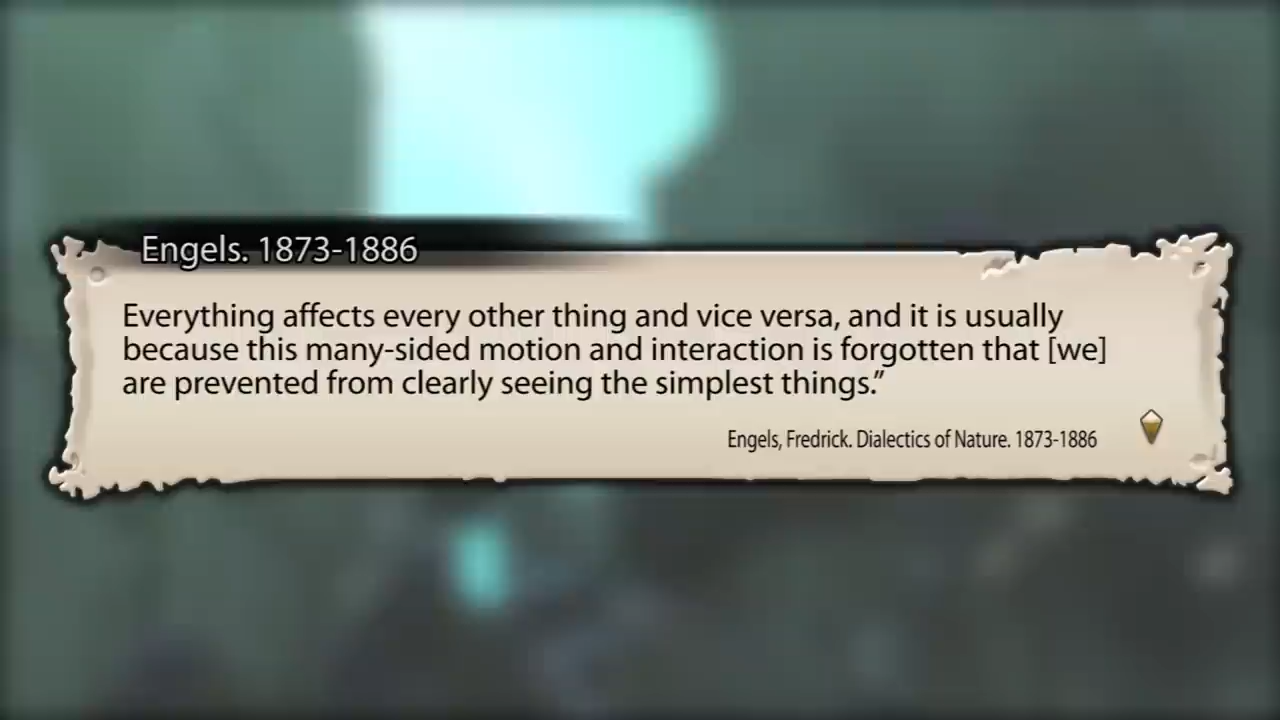 Engels. 1873-1886
Everything affects every other thing and vice versa, and it is usually
because this many-sided motion and interaction is forgotten that [we]
are prevented from clearly seeing the simplest things.”
Engels, Fredrick. Dialectics of Nature. 1873-1886